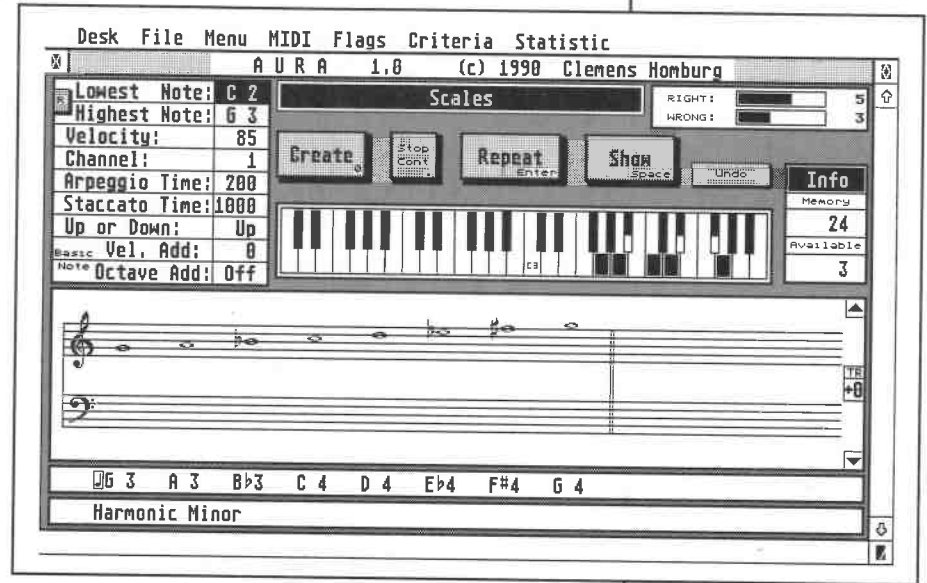 Desk File Menu MIDI Flags Criteria Statistic
A U R A 1.0 (c) 1990 Clemens Homburg
R
Lowest Note: C 2
Highest Note: G 3
Velocity: 85
Channel: 1
Arpeggio Time: 200
Staccato Time: 1000
Up or Down: Up
Basic Vel. Add: 0
Note Octave Add: Off
Scales
RIGHT: 5
WRONG: 3
Create
Stop
Cont
Repeat
Enter
Show
Space
Undo
Info
Memory
24
Available
3
C3
TR
+0
G 3 A 3 B♭3 C 4 D 4 E♭4 F#4 G 4
Harmonic Minor